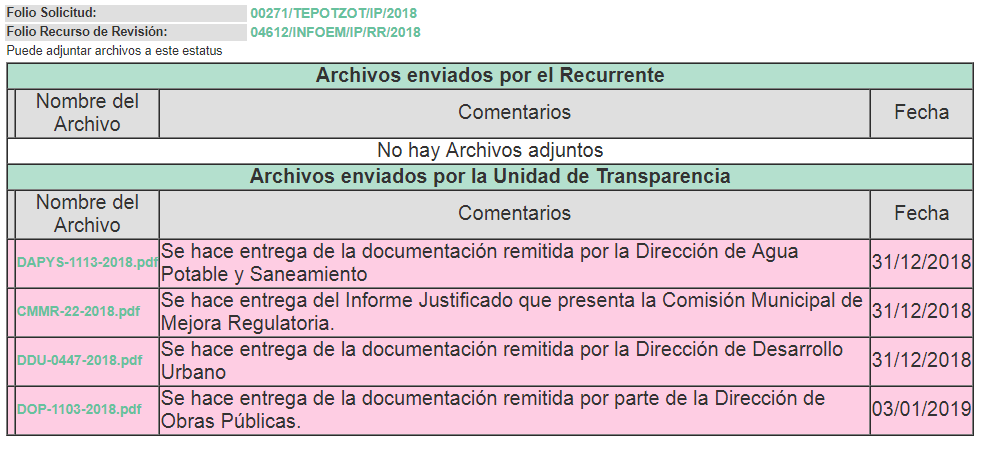 Folio Solicitud: 00271/TEPOTZOT/IP/2018
Folio Recurso de Revisión: 04612/INFOEM/IP/RR/2018
Puede adjuntar archivos a este estatus
Archivos enviados por el Recurrente
Nombre del
Archivo
Comentarios
Fecha
No hay Archivos adjuntos
Archivos enviados por la Unidad de Transparencia
Nombre del
Archivo
Comentarios
Fecha
DAPYS-1113-2018.pdf
Se hace entrega de la documentación remitida por la Dirección de Agua
Potable y Saneamiento
31/12/2018
CMMR-22-2018.pdf
Se hace entrega del Informe Justificado que presenta la Comisión Municipal de
Mejora Regulatoria.
31/12/2018
DDU-0447-2018.pdf
Se hace entrega de la documentación remitida por la Dirección de Desarrollo
Urbano
31/12/2018
DOP-1103-2018.pdf
Se hace entrega de la documentación remitida por parte de la Dirección de
Obras Públicas.
03/01/2019